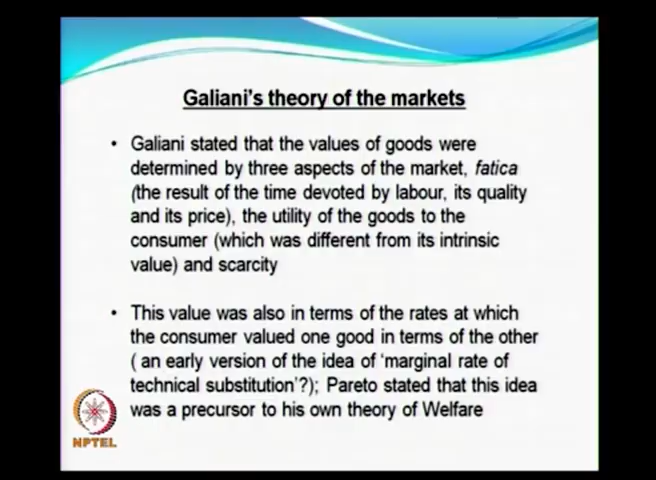 Galiani's theory of the markets
• Galiani stated that the values of goods were
determined by three aspects of the market, fatica
(the result of the time devoted by labour, its quality
and its price), the utility of the goods to the
consumer (which was different from its intrinsic
value) and scarcity
• This value was also in terms of the rates at which
the consumer valued one good in terms of the other
( an early version of the idea of 'marginal rate of
technical substitution'?); Pareto stated that this idea
was a precursor to his own theory of Welfare
NPTEL